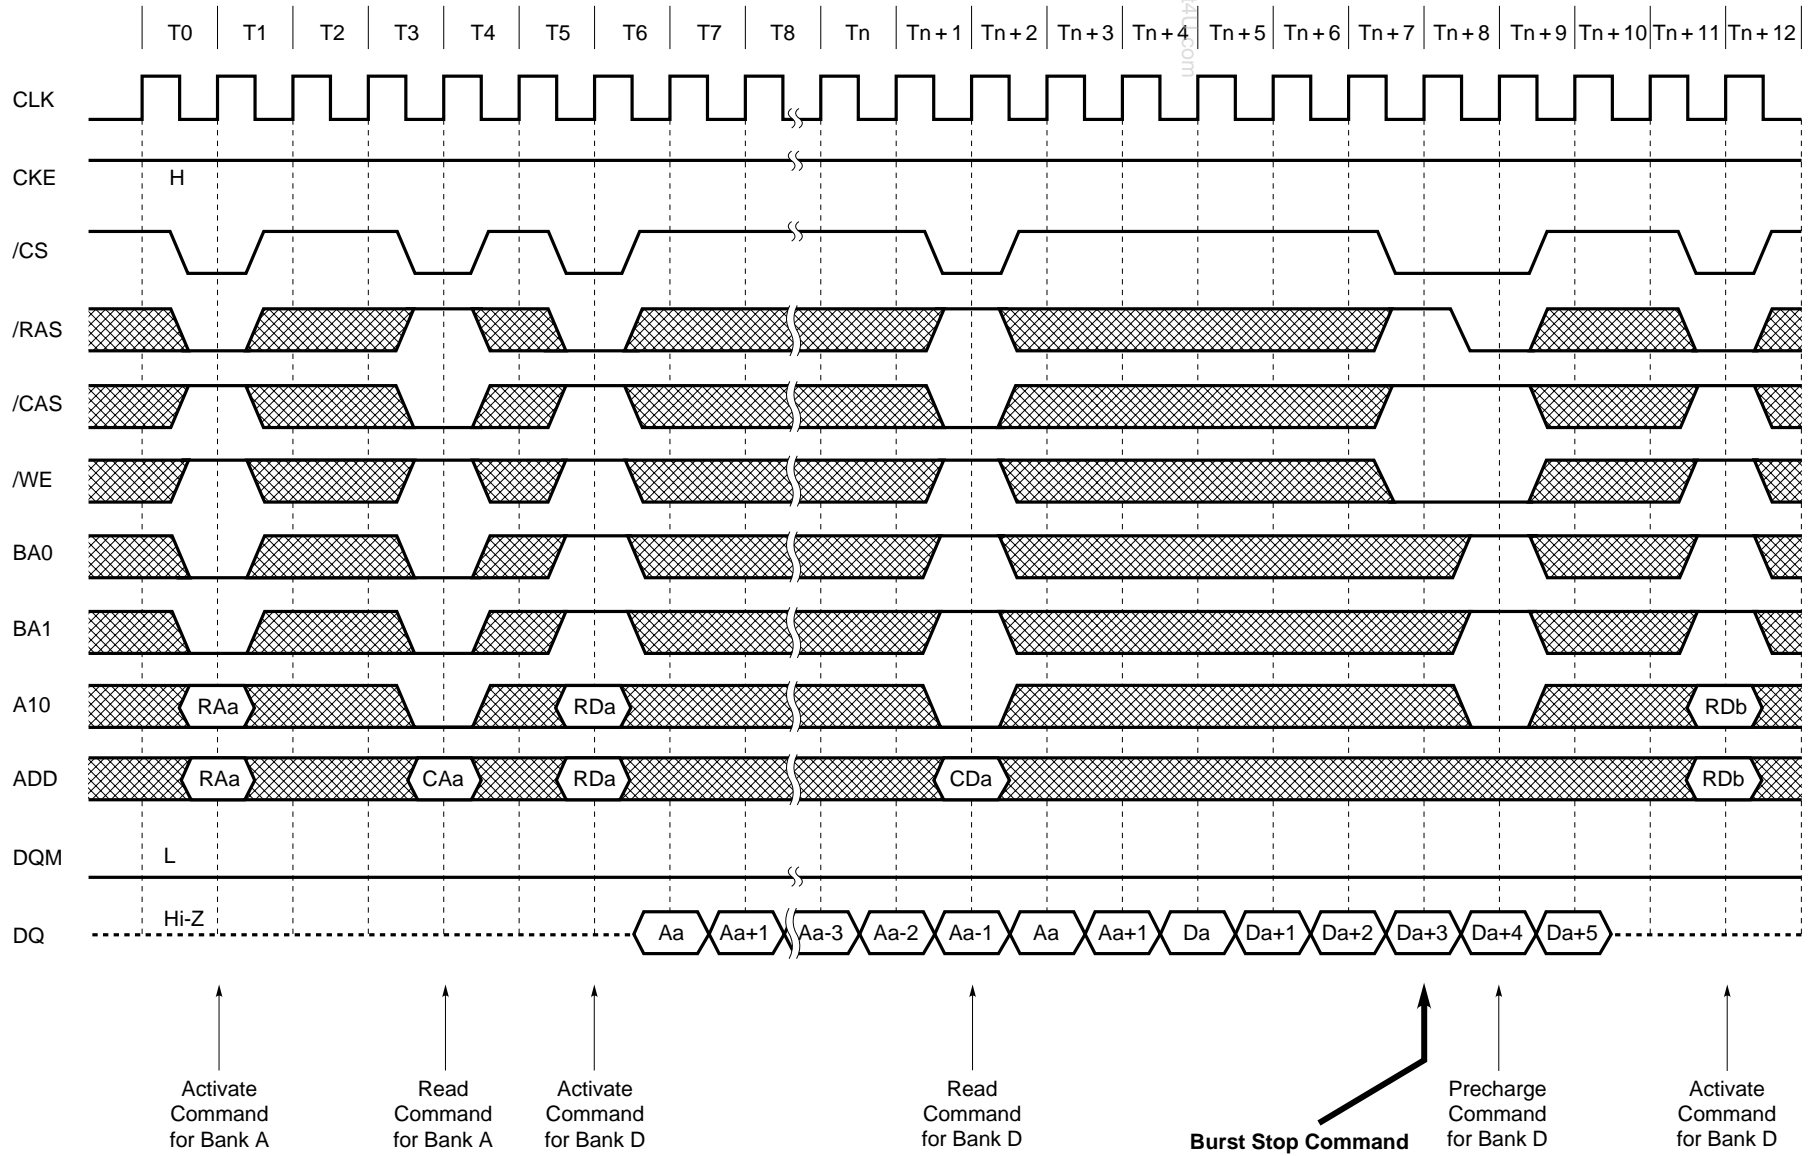 T0 T1 T2 T3 T4 T5 T6 T7 T8 Tn Tn + 1 Tn + 2 Tn + 3 Tn + 4 Tn + 5 Tn + 6 Tn + 7 Tn + 8 Tn + 9 Tn + 10 Tn + 11 Tn + 12
CLK
CKE H
/CS
/RAS
/CAS
/WE
BA0
BA1
A10 RAa RDa RDb
ADD RAa CAa RDa CDa RDb
DQM L
DQ Hi-Z Aa Aa+1 Aa-3 Aa-2 Aa-1 Aa Aa+1 Da Da+1 Da+2 Da+3 Da+4 Da+5
Activate
Command
for Bank A
Read
Command
for Bank A
Activate
Command
for Bank D
Read
Command
for Bank D
Burst Stop Command
Precharge
Command
for Bank D
Activate
Command
for Bank D